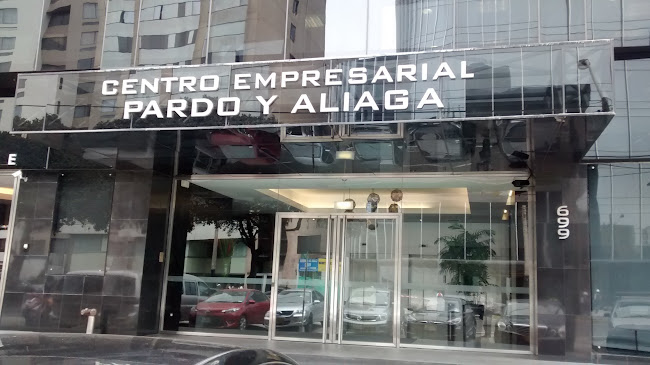 CENTRO EMPRESARIAL
PARDO Y ALIAGA
E
699